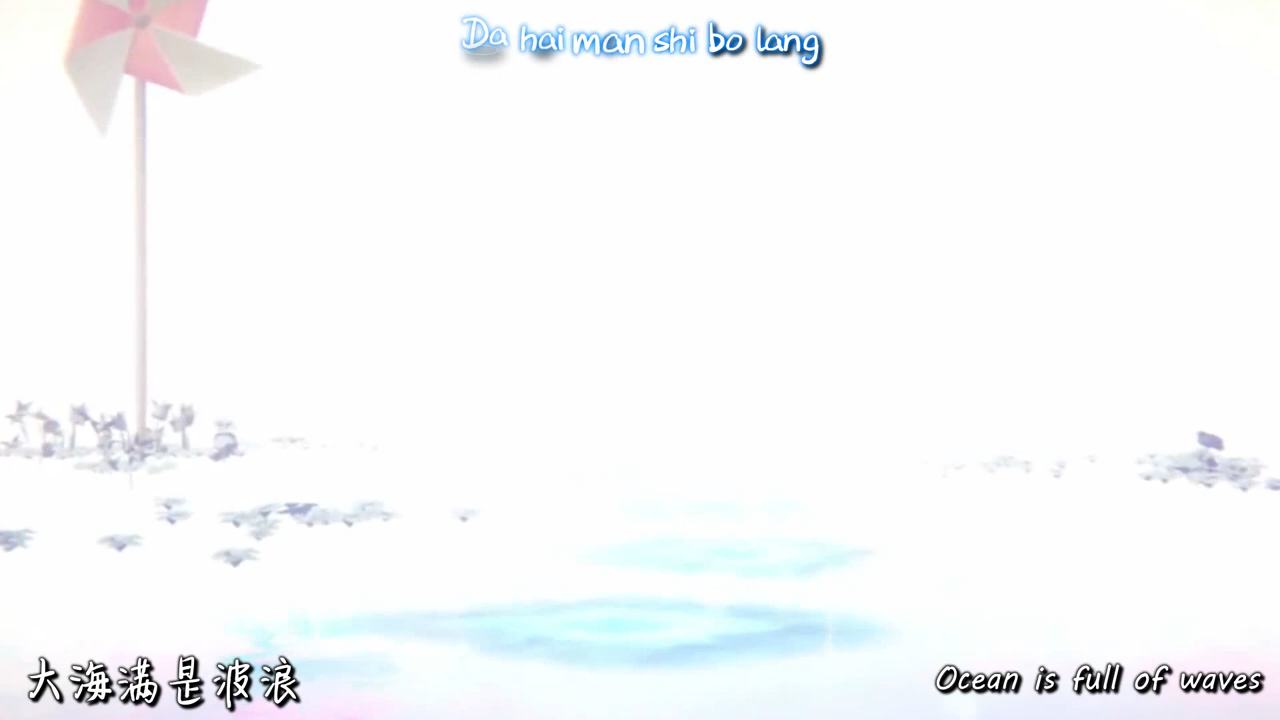 Da hai man shi bo lang
大海满是波浪
Ocean is full of waves